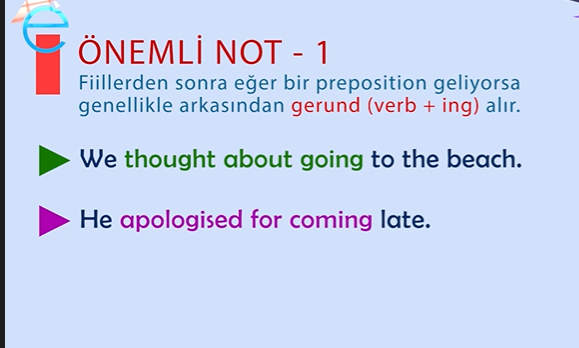 ÖNEMLİ NOT - 1
Fiillerden sonra eğer bir preposition geliyorsa
genellikle arkasından gerund (verb + ing) alır.
We thought about going to the beach.
He apologised for coming late.